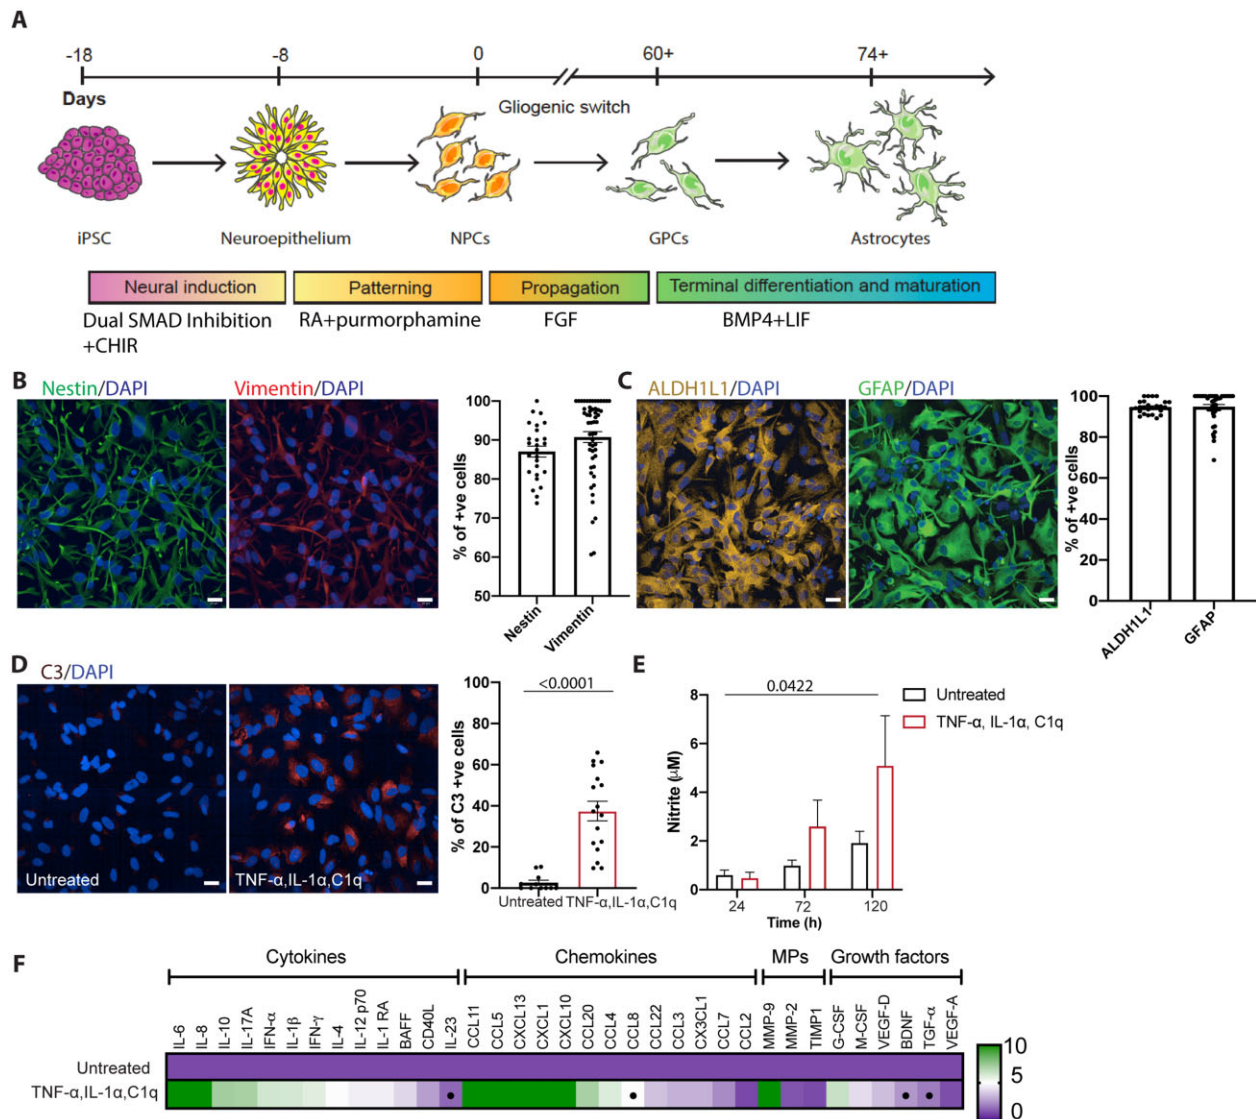 A
-18
-8
0
60+
74+
Days
Gliogenic switch
iPSC
Neuroepithelium
NPCs
GPCs
Astrocytes
Neural induction
Patterning
Propagation
Terminal differentiation and maturation
Dual SMAD Inhibition
+CHIR
RA+purmorphamine
FGF
BMP4+LIF
B
Nestin/DAPI
Vimentin/DAPI
% of +ve cells
100
90
80
70
60
50
Nestin
Vimentin
C
ALDH1L1/DAPI
GFAP/DAPI
% of +ve cells
100
80
60
40
20
0
ALDH1L1
GFAP
D
C3/DAPI
Untreated
TNF-α,IL-1α,C1q
% of C3 +ve cells
100
80
60
40
20
0
<0.0001
Untreated
TNF-α,IL-1α,C1q
E
Nitrite (μM)
8
6
4
2
0
0.0422
24
72
120
Time (h)
Untreated
TNF-α, IL-1α, C1q
F
Cytokines
Chemokines
MPs
Growth factors
IL-6
IL-8
IL-10
IL-17A
IFN-α
IL-1β
IFN-γ
IL-4
IL-12 p70
IL-1 RA
BAFF
CD40L
IL-23
CCL11
CCL5
CXCL13
CXCL1
CXCL10
CCL20
CCL4
CCL8
CCL22
CCL3
CX3CL1
CCL7
CCL2
MMP-9
MMP-2
TIMP1
G-CSF
M-CSF
VEGF-D
BDNF
TGF-α
VEGF-A
Untreated
TNF-α,IL-1α,C1q
10
5
0